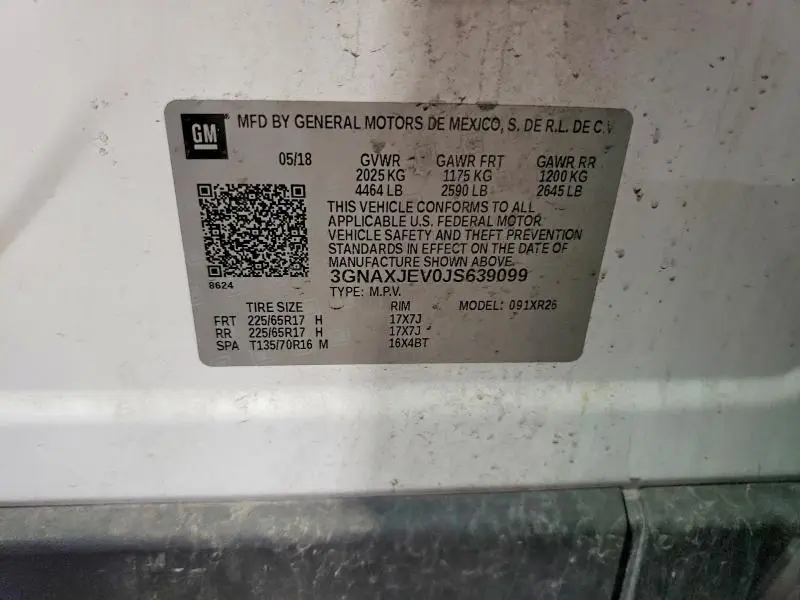 GM ® MFD BY GENERAL MOTORS DE MEXICO, S. DE R.L. DE C.V.
05/18 GVWR GAWR FRT GAWR RR
2025 KG 1175 KG 1200 KG
4464 LB 2590 LB 2645 LB
THIS VEHICLE CONFORMS TO ALL
APPLICABLE U.S. FEDERAL MOTOR
VEHICLE SAFETY AND THEFT PREVENTION
STANDARDS IN EFFECT ON THE DATE OF
MANUFACTURE SHOWN ABOVE.
3GNAXJEV0JS639099
8624
TYPE: M.P.V.
TIRE SIZE RIM MODEL: 091XR26
FRT 225/65R17 H 17X7J
RR 225/65R17 H 17X7J
SPA T135/70R16 M 16X4BT